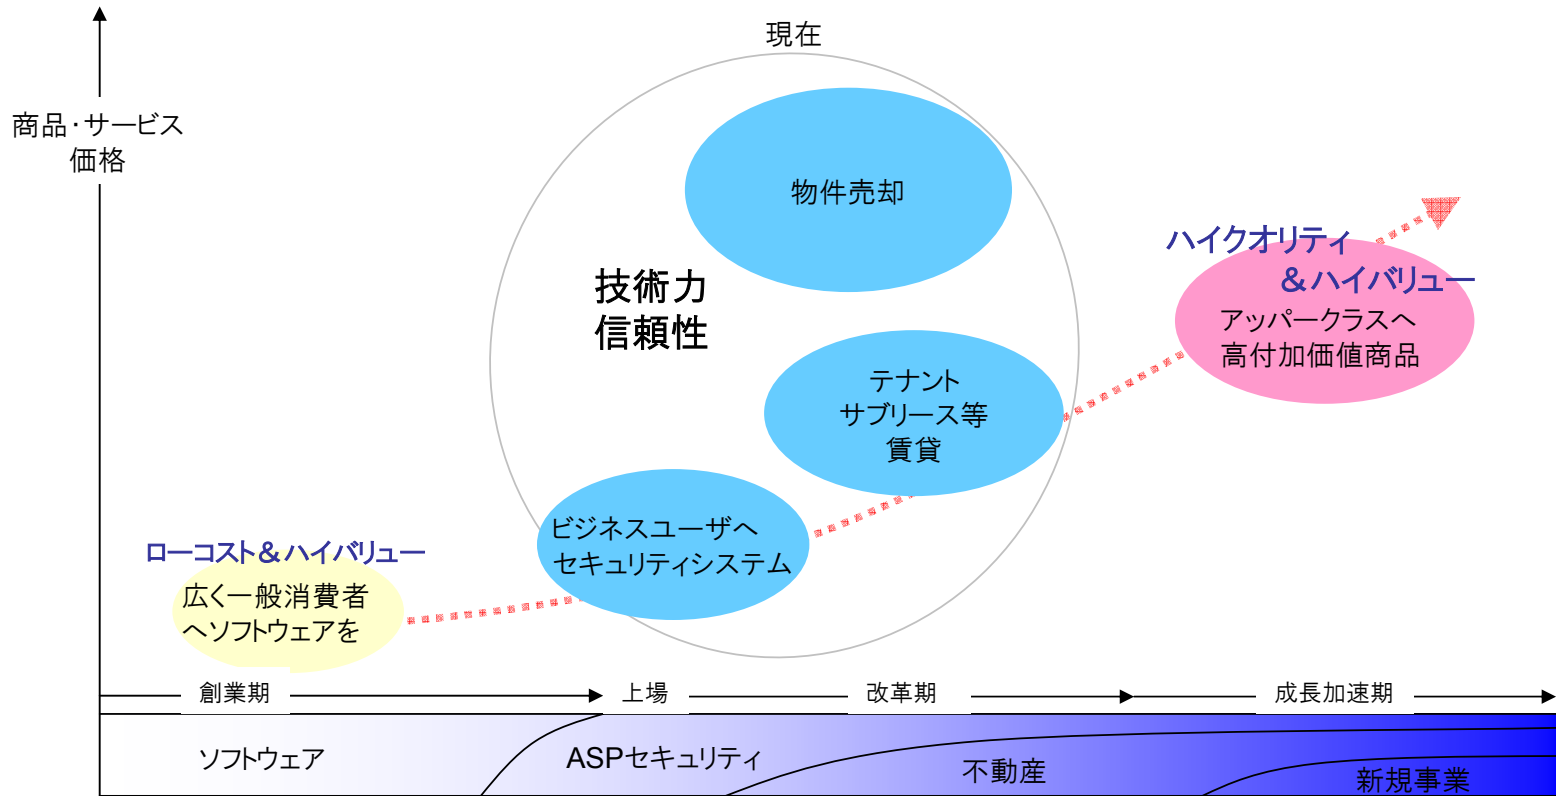 現在
商品・サービス
価格
物件売却
技術力
信頼性
ハイクオリティ
＆ハイバリュー
アッパークラスへ
高付加価値商品
テナント
サブリース等
賃貸
ビジネスユーザへ
セキュリティシステム
ローコスト＆ハイバリュー
広く一般消費者
へソフトウェアを
創業期
上場
改革期
成長加速期
ソフトウェア
ASPセキュリティ
不動産
新規事業